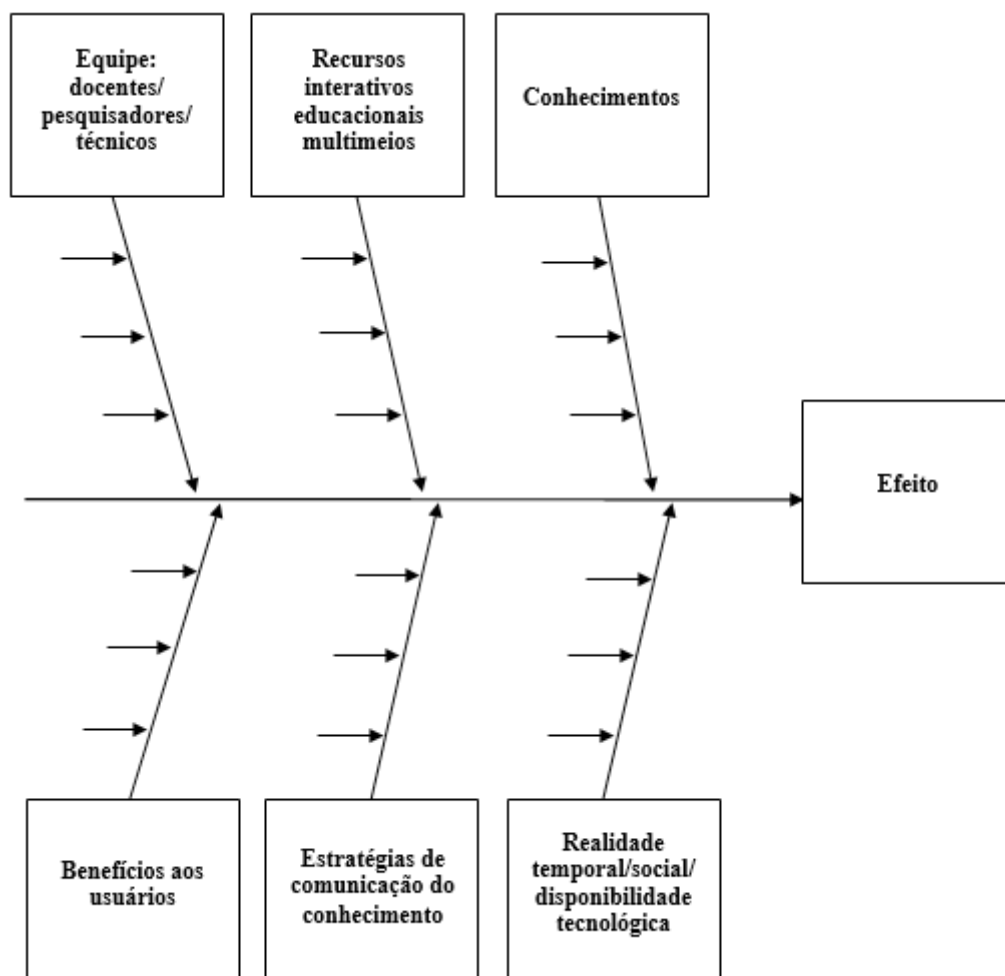 Equipe:
docentes/
pesquisadores/
técnicos
Recursos
interativos
educacionais
multimeios
Conhecimentos
Efeito
Benefícios aos
usuários
Estratégias de
comunicação do
conhecimento
Realidade
temporal/social/
disponibilidade
tecnológica